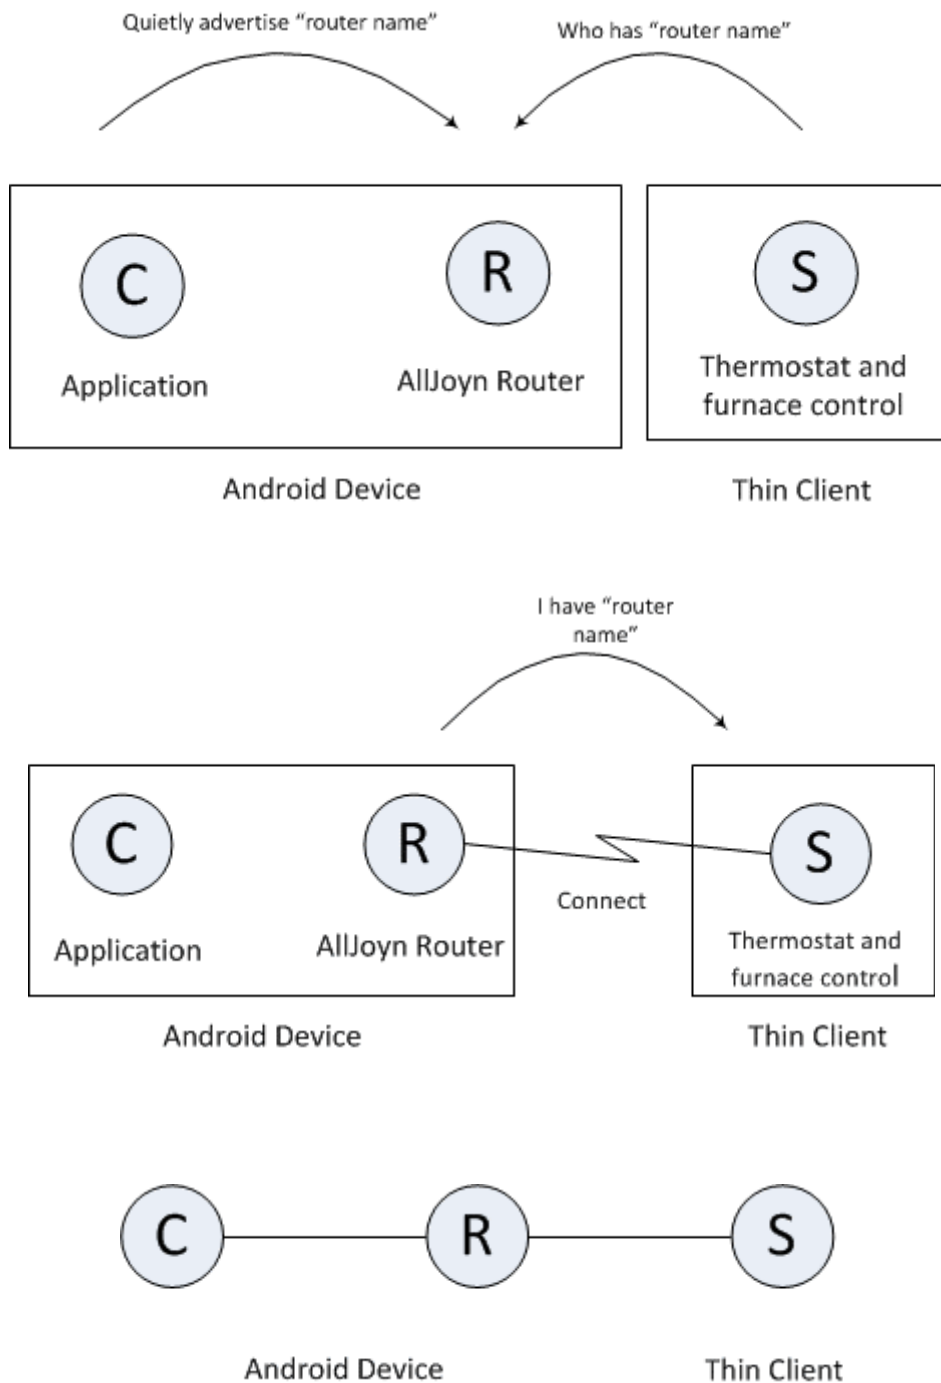 Quietly advertise “router name”
Who has “router name”
C
R
S
Application
AllJoyn Router
Thermostat and
furnace control
Android Device
Thin Client
I have “router
name”
C
R
S
Connect
Application
AllJoyn Router
Thermostat and
furnace control
Android Device
Thin Client
C
R
S
Android Device
Thin Client